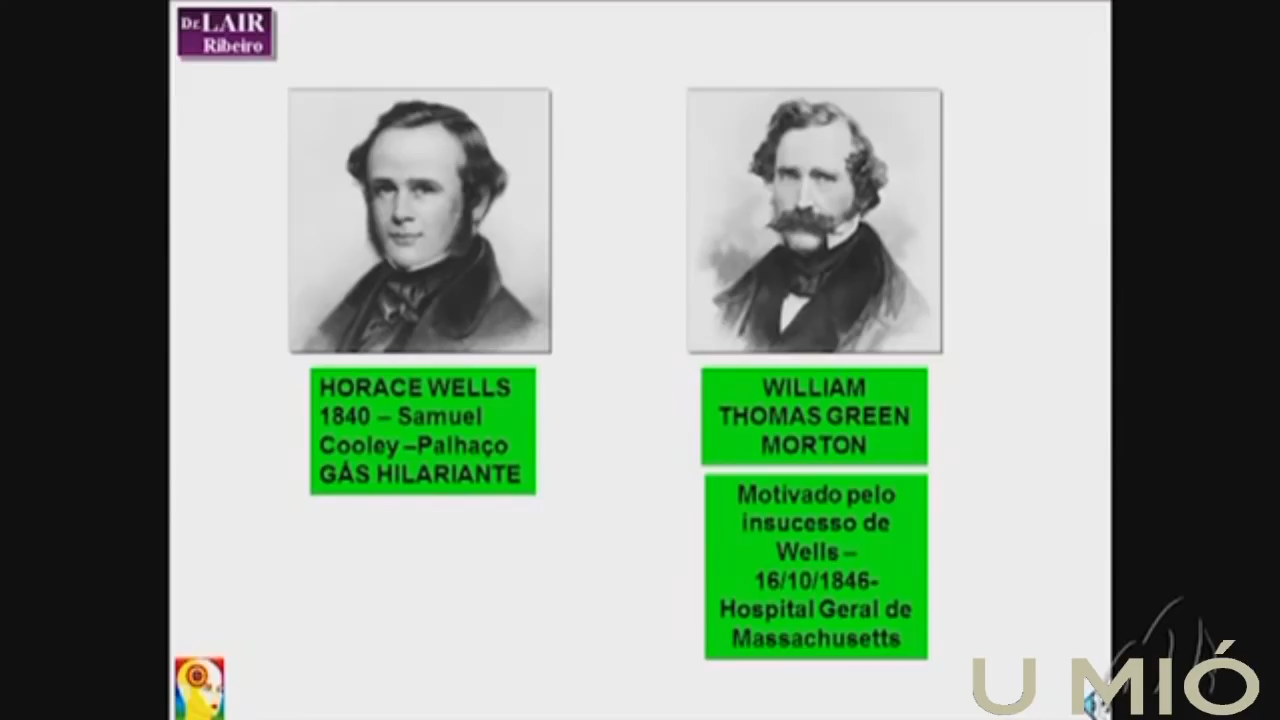 Dr. LAIR
Ribeiro
HORACE WELLS
1840 – Samuel
Cooley –Palhaço
GÁS HILARIANTE
WILLIAM
THOMAS GREEN
MORTON
Motivado pelo
insucesso de
Wells –
16/10/1846-
Hospital Geral de
Massachusetts
U MIÓ